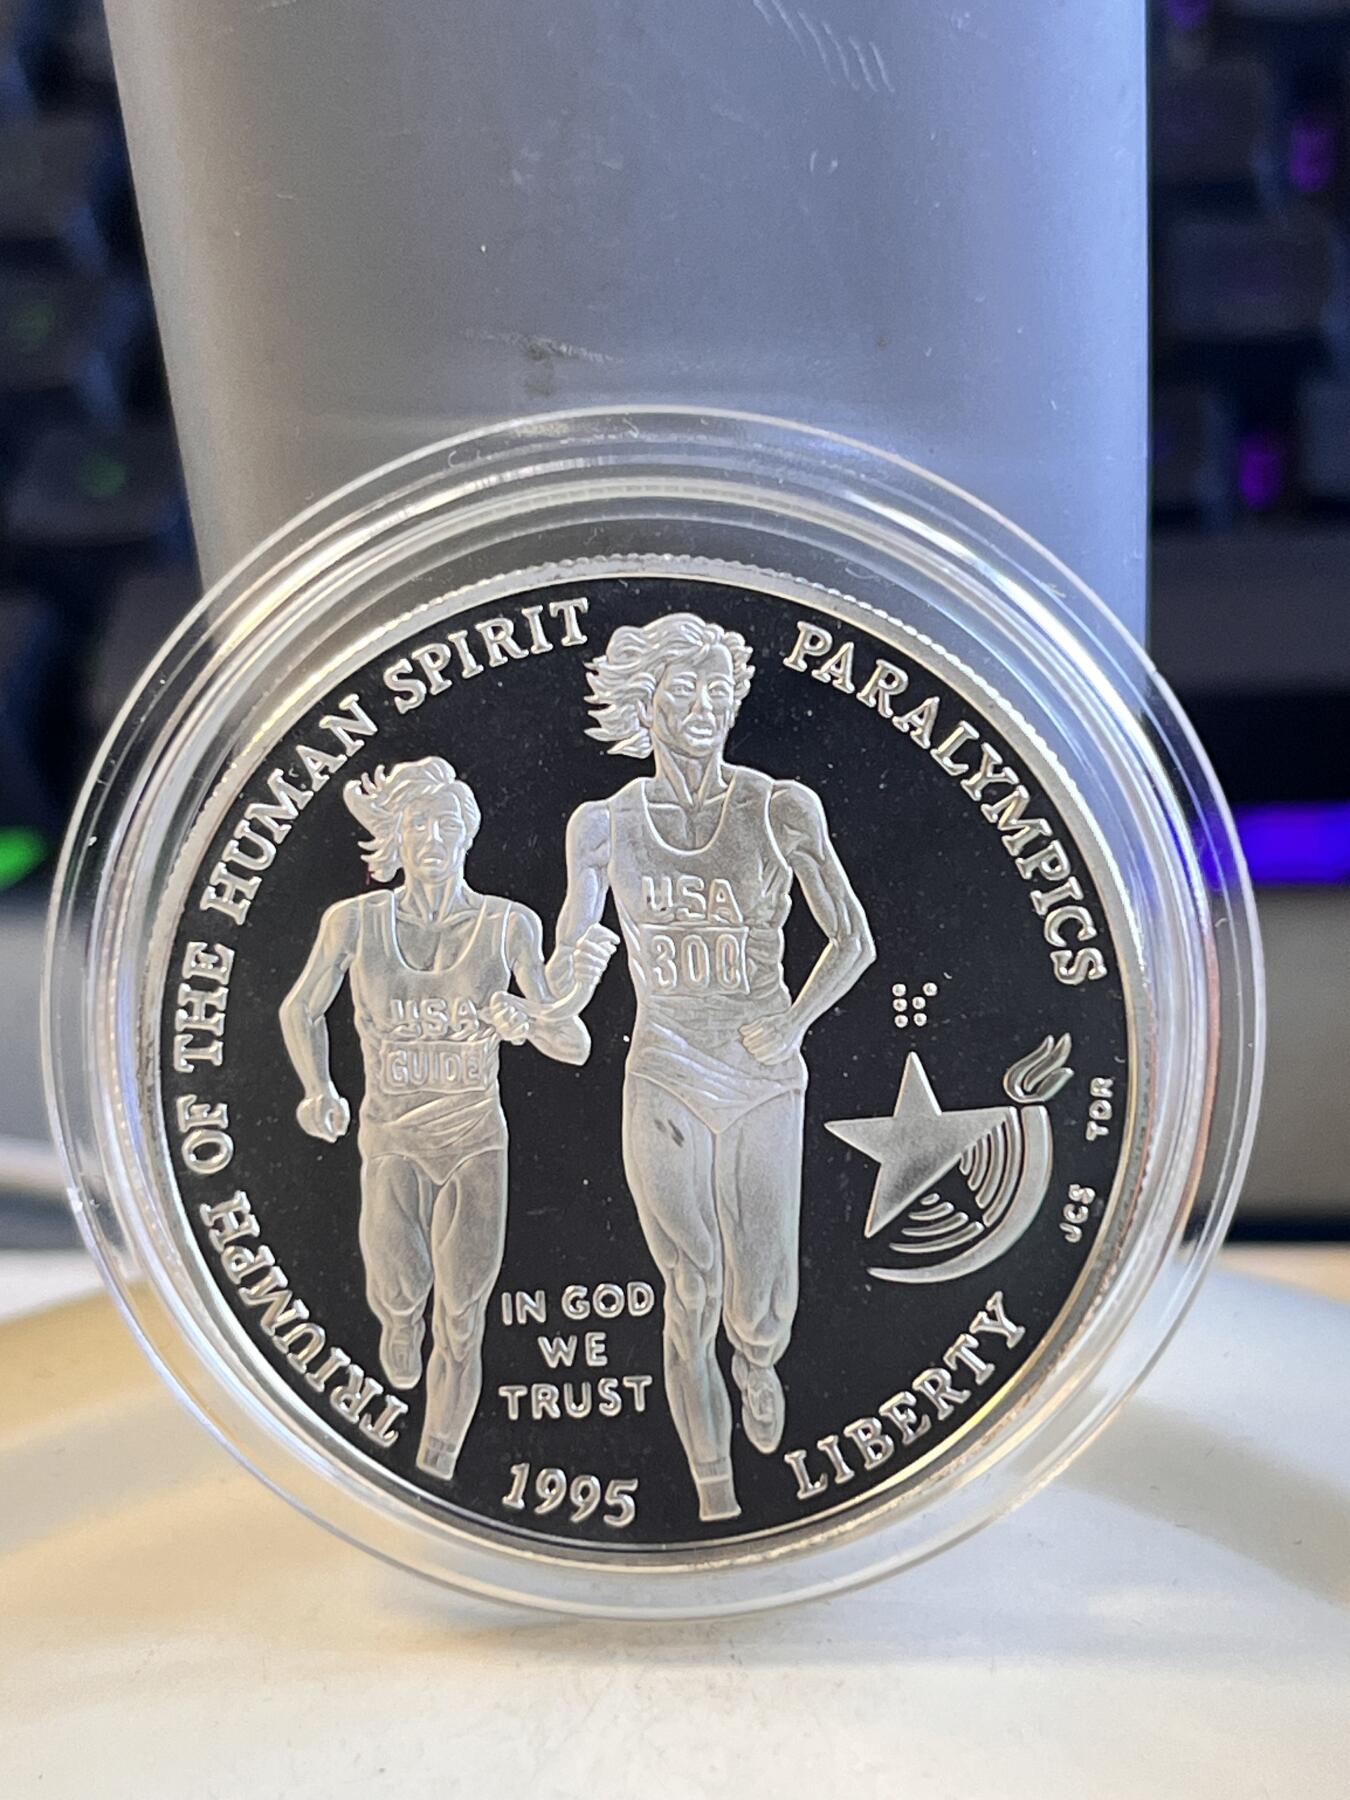 TRIUMPH OF THE HUMAN SPIRIT
PARALYMPICS
USA
300
USA
GUIDE
TDR
JCS
IN GOD
WE
TRUST
LIBERTY
1995